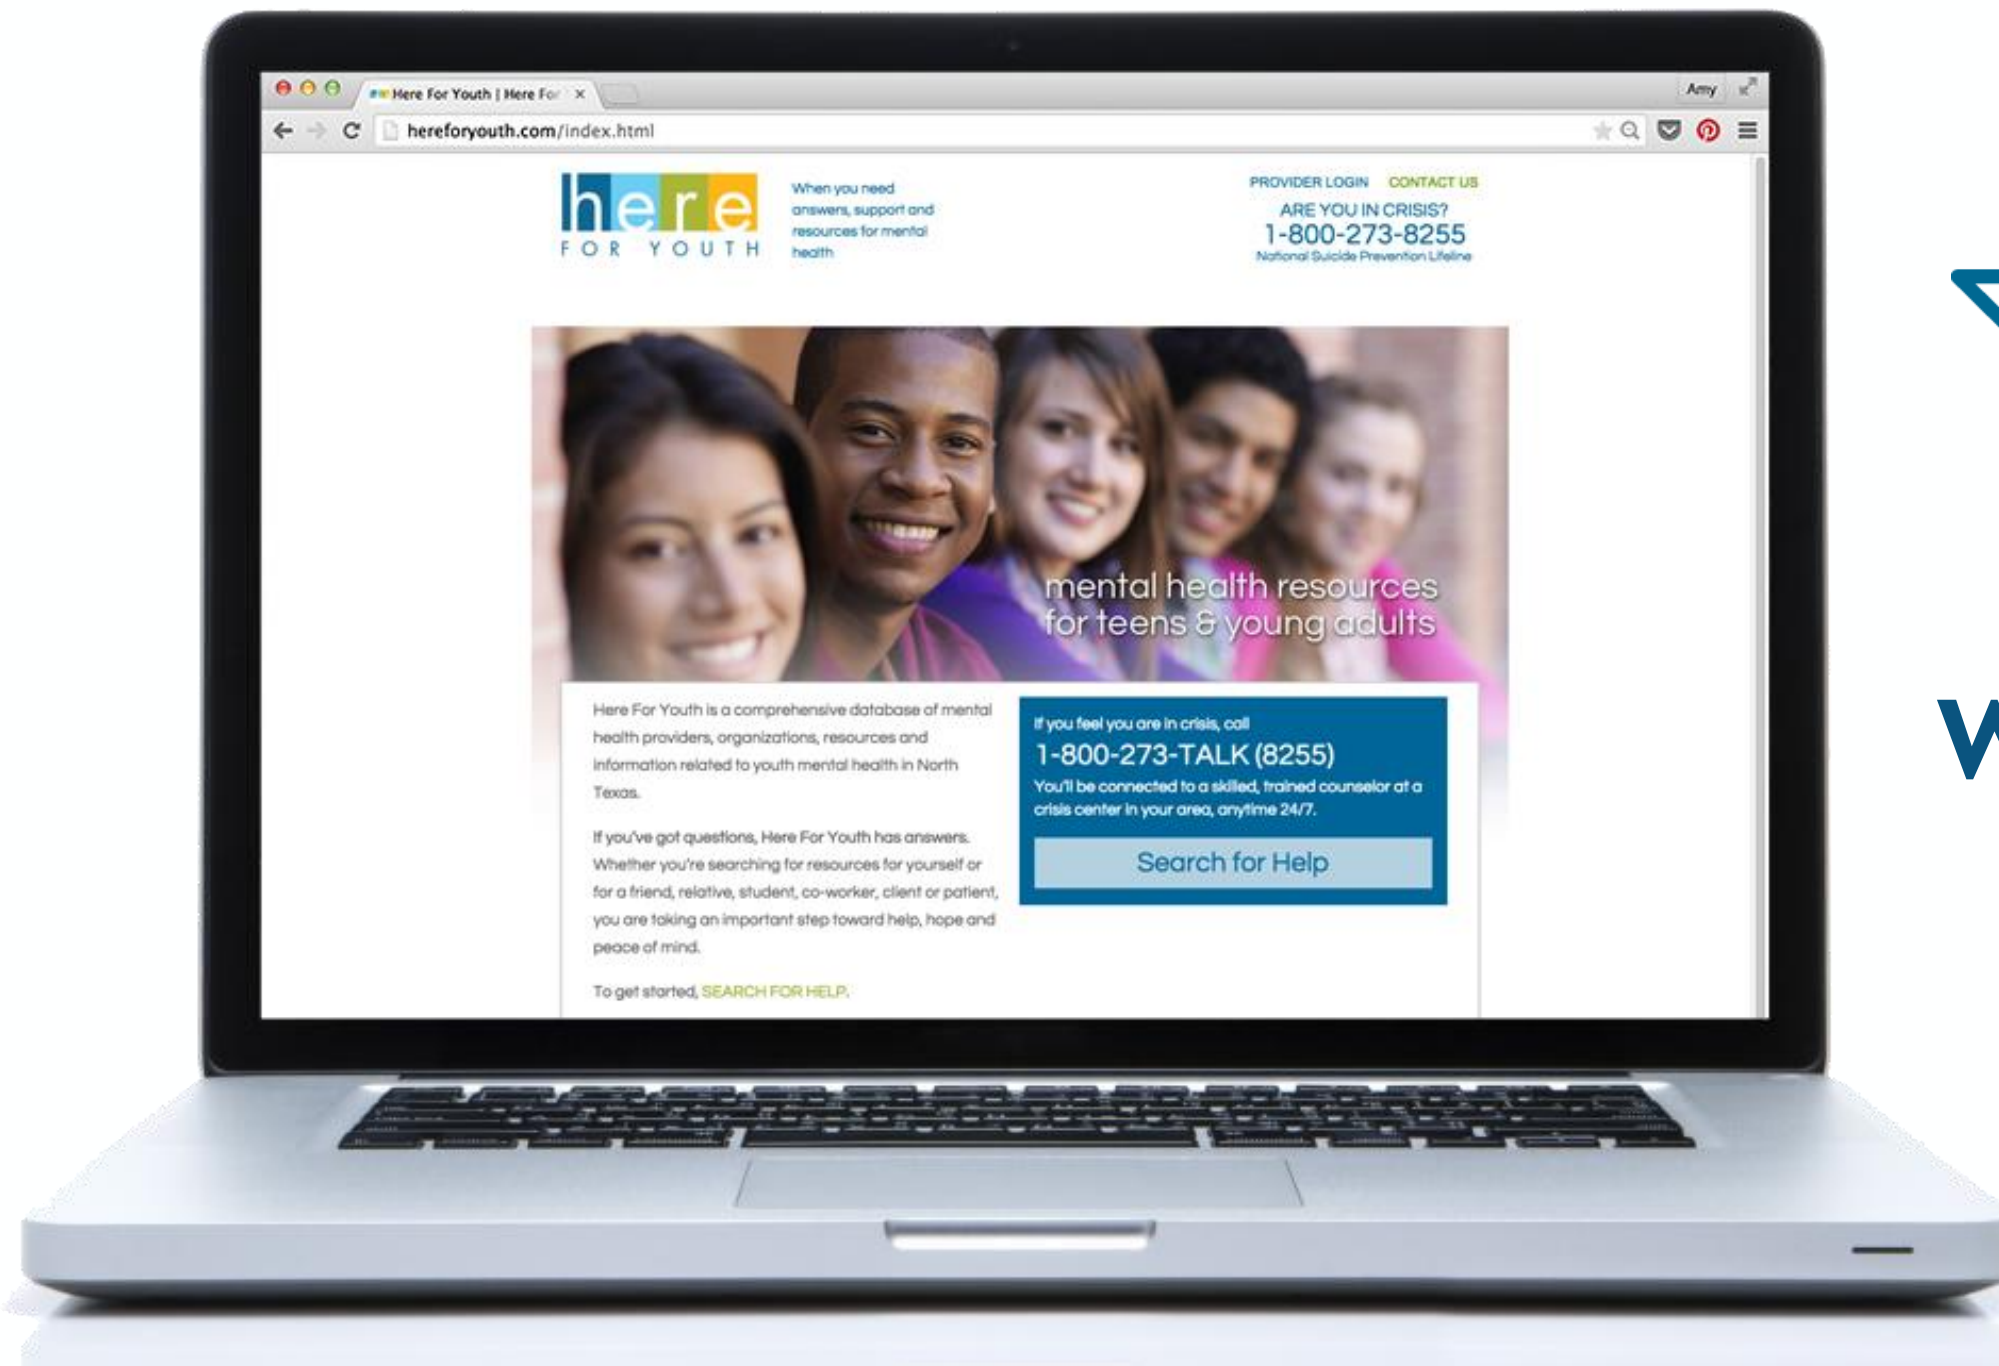 Here For Youth | Here For
Amy
hereforyouth.com/index.html
here
FOR YOUTH
When you need
answers, support and
resources for mental
health
PROVIDER LOGIN CONTACT US
ARE YOU IN CRISIS?
1-800-273-8255
National Suicide Prevention Lifeline
mental health resources
for teens & young adults
Here For Youth is a comprehensive database of mental
health providers, organizations, resources and
information related to youth mental health in North
Texas.
If you've got questions, Here For Youth has answers.
Whether you're searching for resources for yourself or
for a friend, relative, student, co-worker, client or patient,
you are taking an important step toward help, hope and
peace of mind.
To get started, SEARCH FOR HELP.
If you feel you are in crisis, call
1-800-273-TALK (8255)
You'll be connected to a skilled, trained counselor at a
crisis center in your area, anytime 24/7.
Search for Help